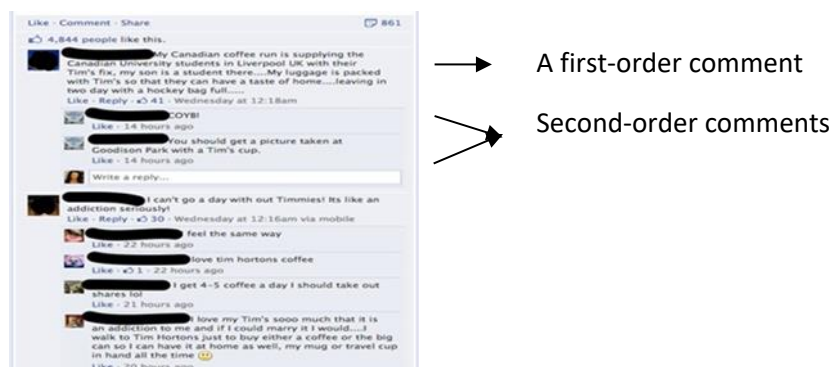 Like · Comment · Share 861
4,844 people like this.
My Canadian coffee run is supplying the
Canadian University students in Liverpool UK with their
Tim's fix, my son is a student there....My luggage is packed
with Tim's so that they can have a taste of home....leaving in
two day with a hockey bag full.....
Like · Reply · 41 · Wednesday at 12:18am
COYB!
Like · 14 hours ago
You should get a picture taken at
Goodison Park with a Tim's cup.
Like · 14 hours ago
Write a reply...
I can't go a day with out Timmies! Its like an
addiction seriously!
Like · Reply · 30 · Wednesday at 12:16am via mobile
feel the same way
Like · 22 hours ago
love tim hortons coffee
Like · 1 · 22 hours ago
I get 4-5 coffee a day I should take out
shares lol
Like · 21 hours ago
I love my Tim's sooo much that it is
an addiction to me and if I could marry it I would....I
walk to Tim Hortons just to buy either a coffee or the big
can so I can have it at home as well, my mug or travel cup
in hand all the time
Like · 20 hours ago
A first-order comment
Second-order comments